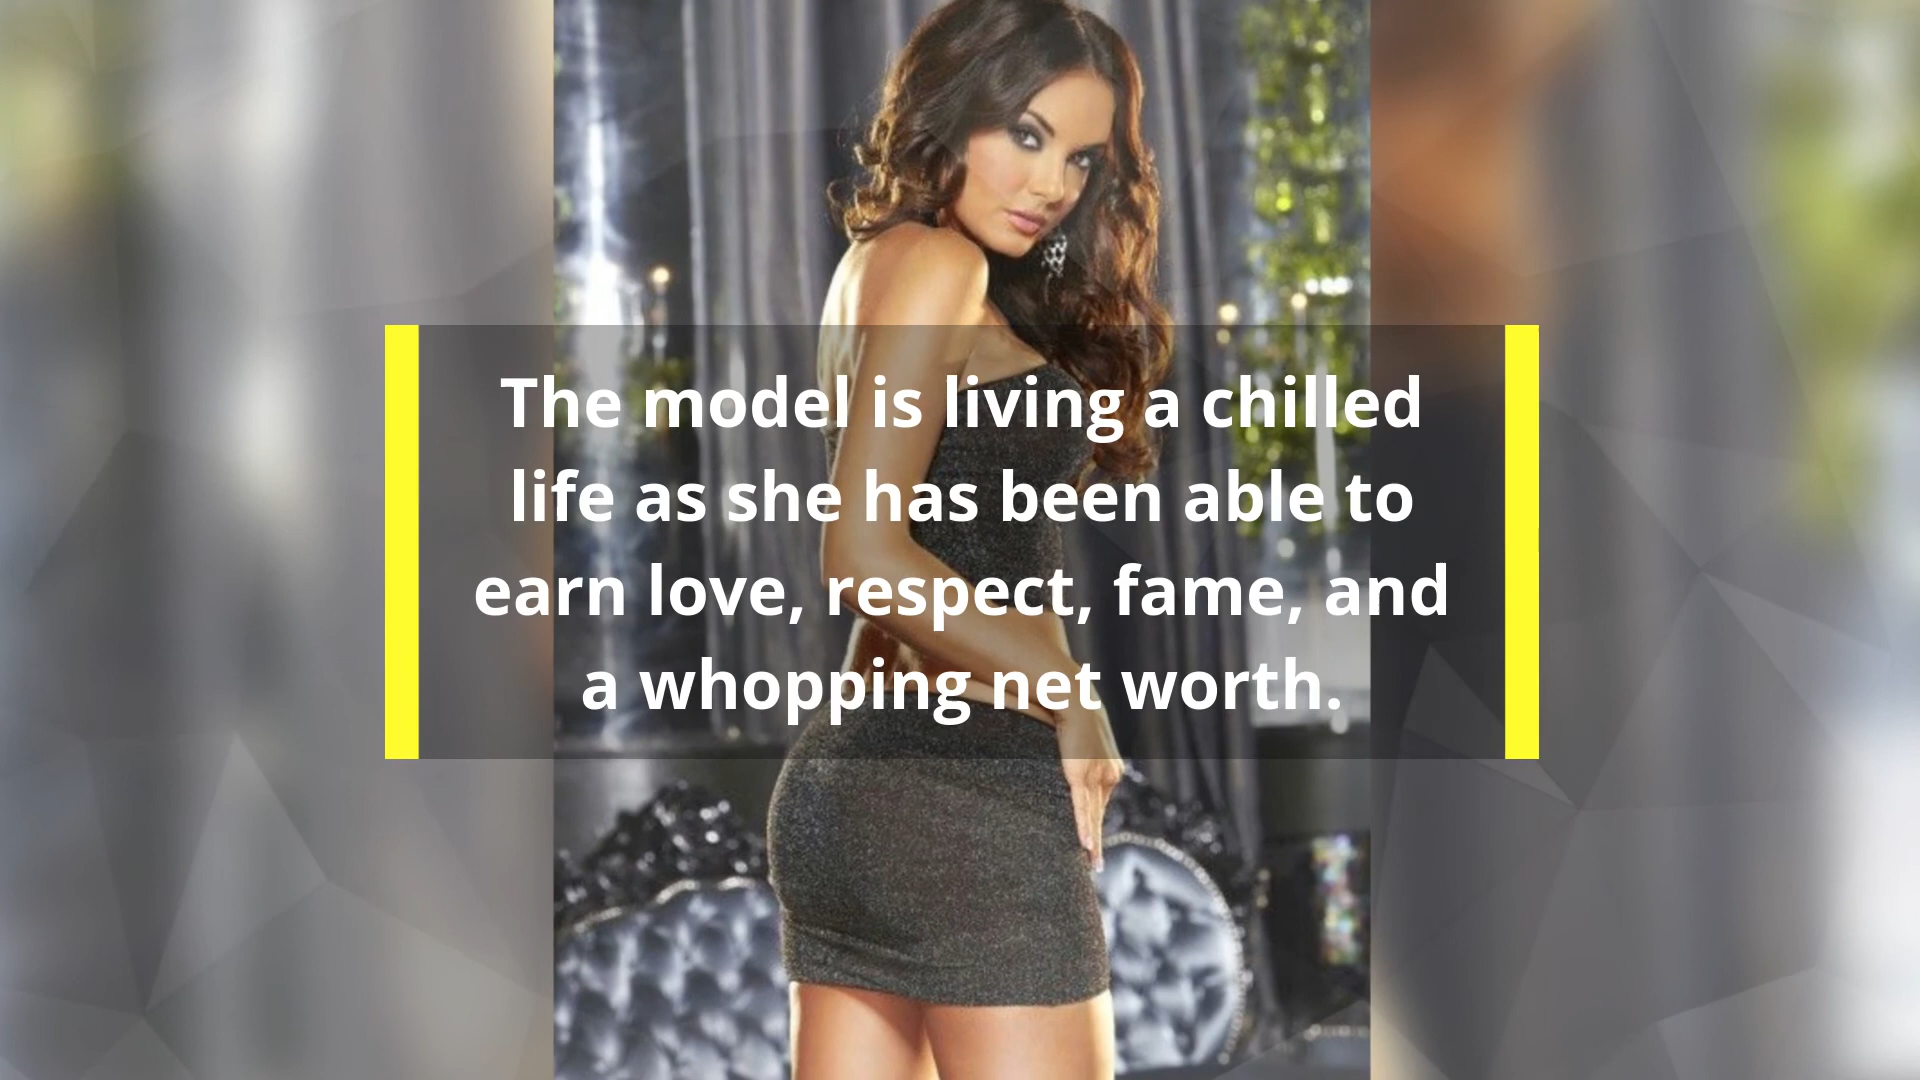 The model is living a chilled
life as she has been able to
earn love, respect, fame, and
a whopping net worth.